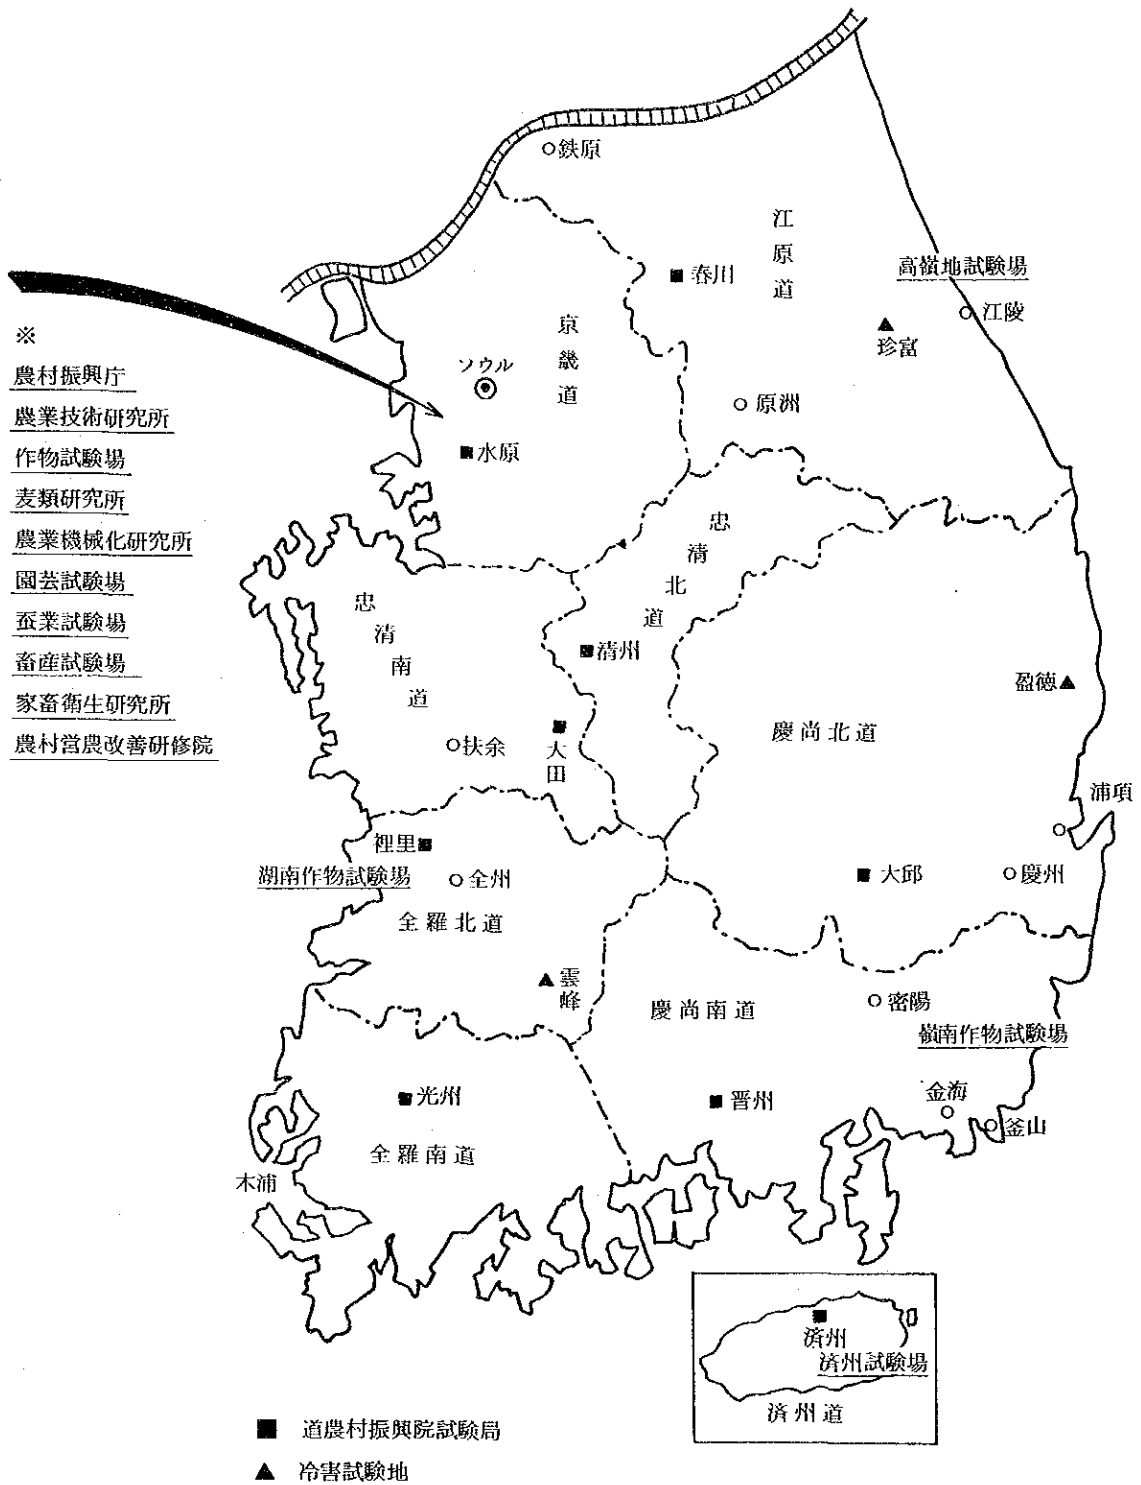 鉄原
江原道
春川
高嶺地試験場
江陵
珍富
※
農村振興庁
農業技術研究所
作物試験場
麦類研究所
農業機械化研究所
園芸試験場
蚕業試験場
畜産試験場
家畜衛生研究所
農村営農改善研修院
京畿道
ソウル
水原
原洲
忠清北道
忠清南道
清州
扶余
大田
盈徳
慶尚北道
浦項
裡里
湖南作物試験場
全州
全羅北道
大邱
慶州
雲峰
慶尚南道
密陽
嶺南作物試験場
光州
晋州
金海
釜山
全羅南道
木浦
済州
済州試験場
済州道
■ 道農村振興院試験局
▲ 冷害試験地